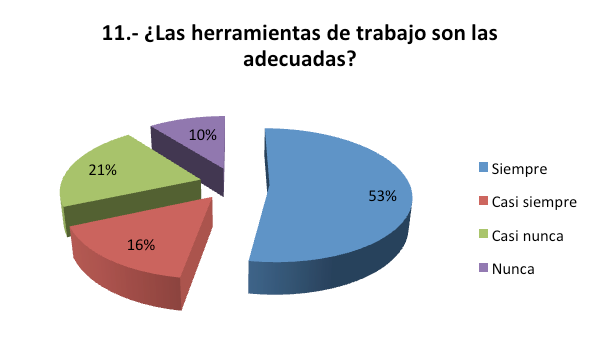 11.- ¿Las herramientas de trabajo son las
adecuadas?
10%
21%
53%
16%
Siempre
Casi siempre
Casi nunca
Nunca